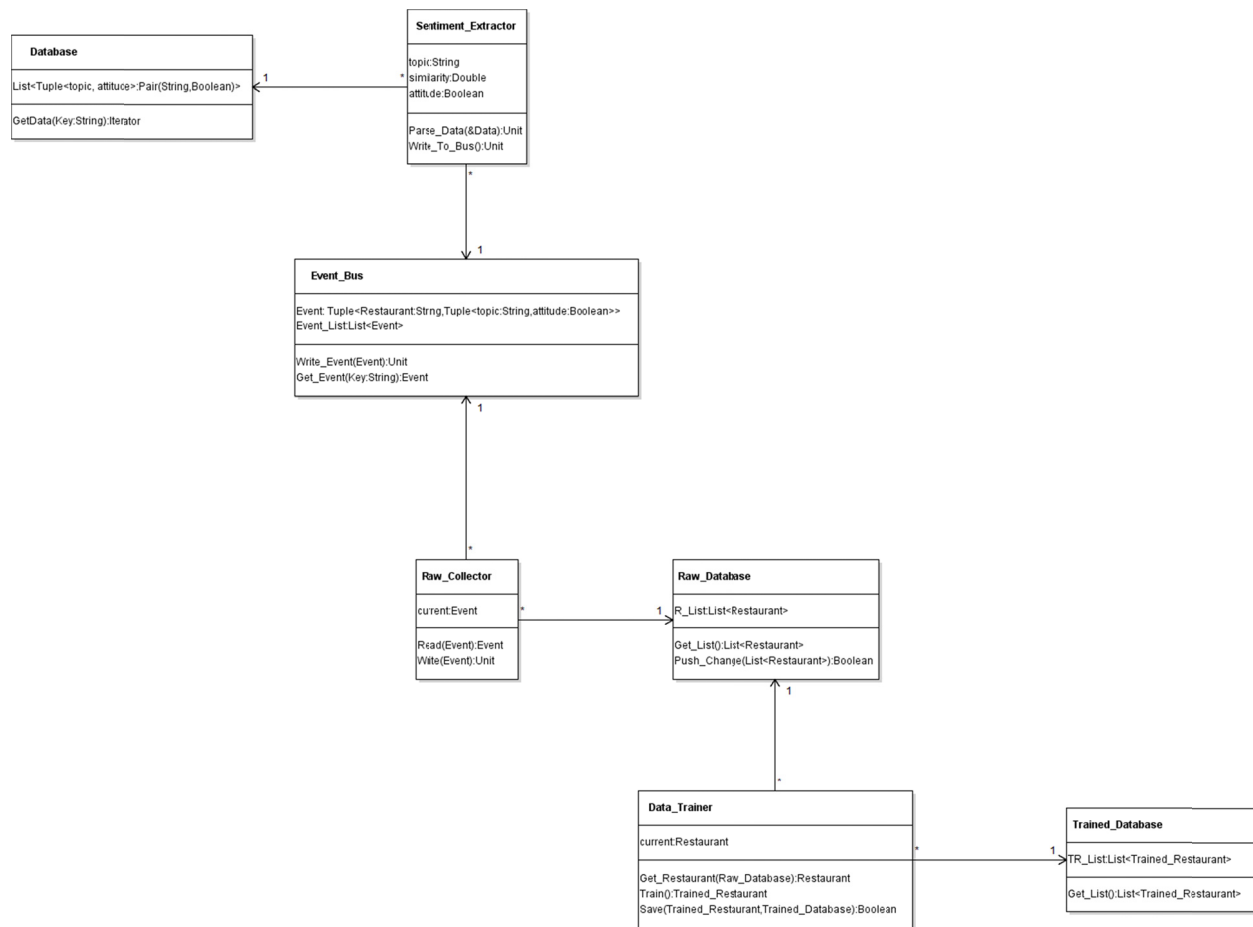 Sentiment_Extractor
topic:String
similarity:Double
attitude:Boolean
Parse_Data(&Data):Unit
Write_To_Bus():Unit
Database
List<Tuple<topic, attituce>:Pair(String,Boolean)>
GetData(Key:String):Iterator
1
*
*
1
Event_Bus
Event: Tuple<Restaurant:Strng,Tuple<topic:String,attitude:Boolean>>
Event_List:List<Event>
Write_Event(Event):Unit
Get_Event(Key:String):Event
1
*
Raw_Collector
current:Event
Read(Event):Event
Write(Event):Unit
*
1
Raw_Database
R_List:List<Restaurant>
Get_List():List<Restaurant>
Push_Change(List<Restaurant>):Boolean
1
*
Data_Trainer
current:Restaurant
Get_Restaurant(Raw_Database):Restaurant
Train():Trained_Restaurant
Save(Trained_Restaurant,Trained_Database):Boolean
*
1
Trained_Database
TR_List:List<Trained_Restaurant>
Get_List():List<Trained_Restaurant>